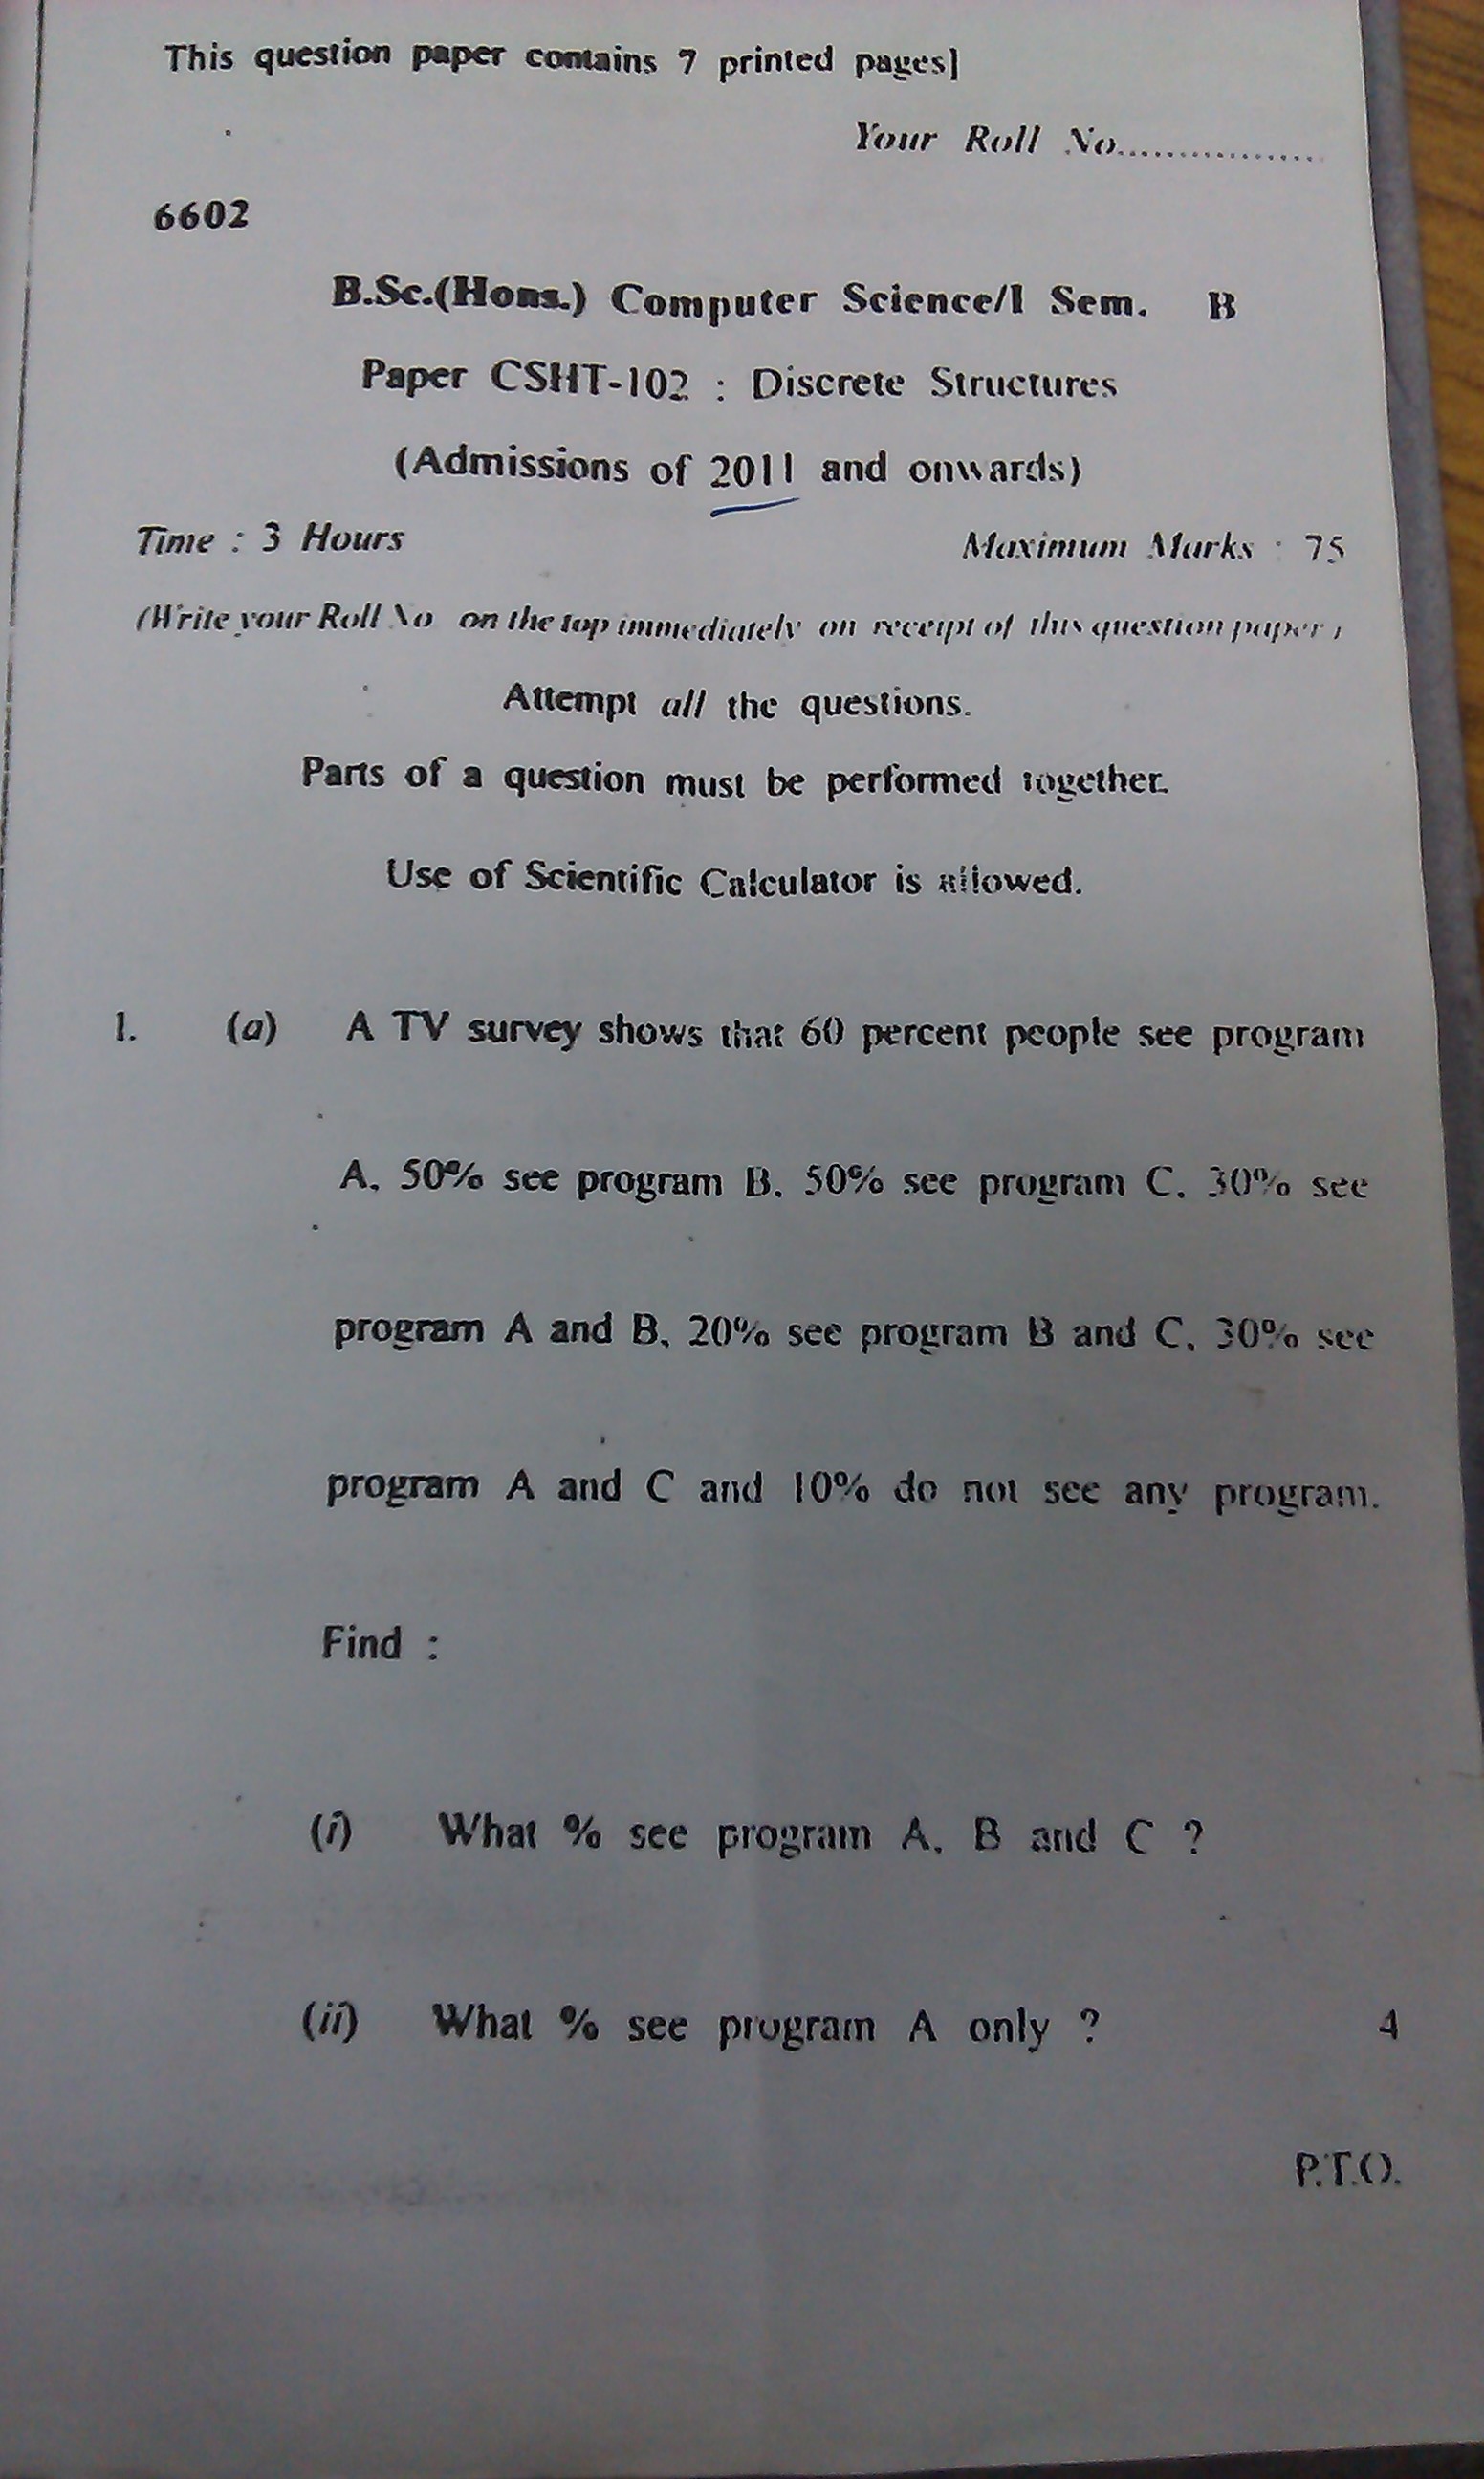 This question paper contains 7 printed pages]
Your Roll No.................
6602
B.Sc.(Hons.) Computer Science/I Sem. B
Paper CSHT-102 : Discrete Structures
(Admissions of 2011 and onwards)
Time : 3 Hours Maximum Marks : 75
(Write your Roll No on the top immediately on receipt of this question paper)
Attempt all the questions.
Parts of a question must be performed together.
Use of Scientific Calculator is allowed.
1. (a) A TV survey shows that 60 percent people see program
A, 50% see program B, 50% see program C, 30% see
program A and B, 20% see program B and C, 30% see
program A and C and 10% do not see any program.
Find :
(i) What % see program A, B and C ?
(ii) What % see program A only ? 4
P.T.O.